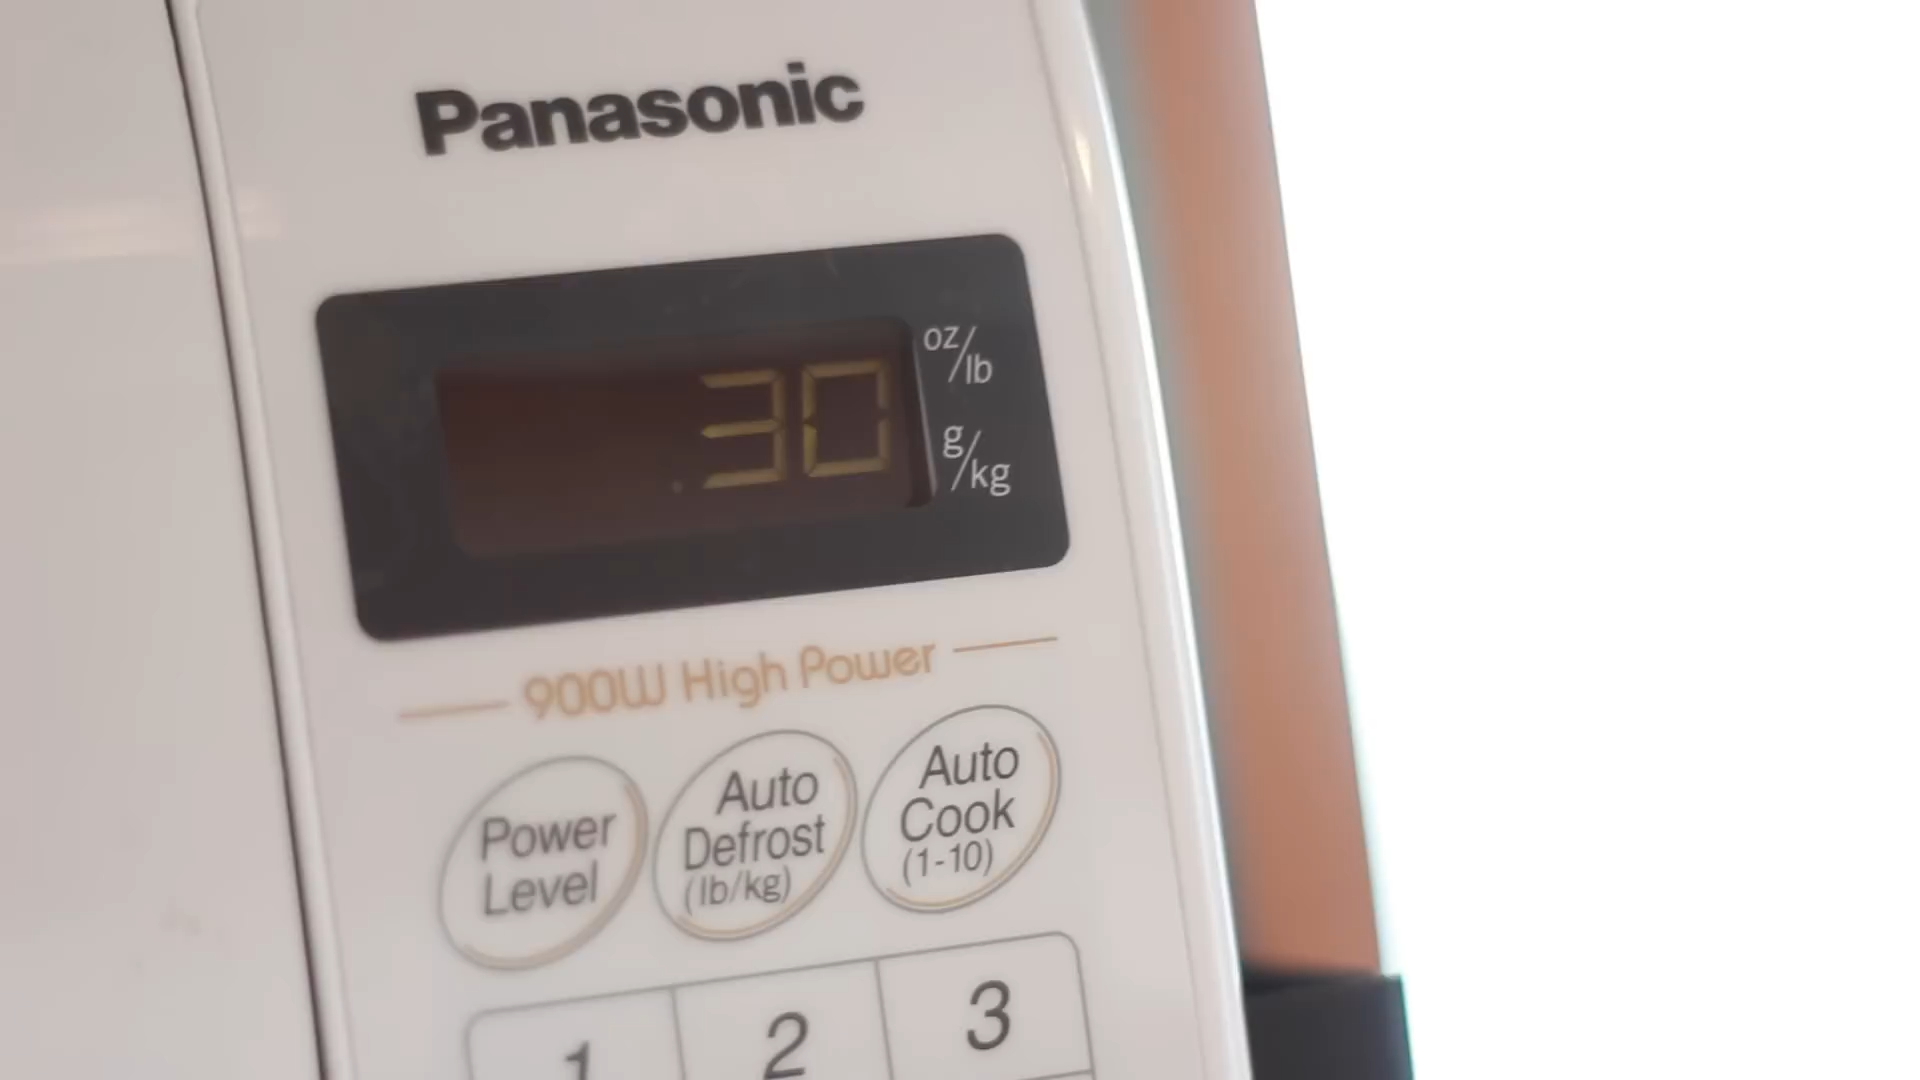 Panasonic
30
oz/lb
g/kg
900W High Power
Power
Level
Auto
Defrost
(lb/kg)
Auto
Cook
(1-10)
1
2
3